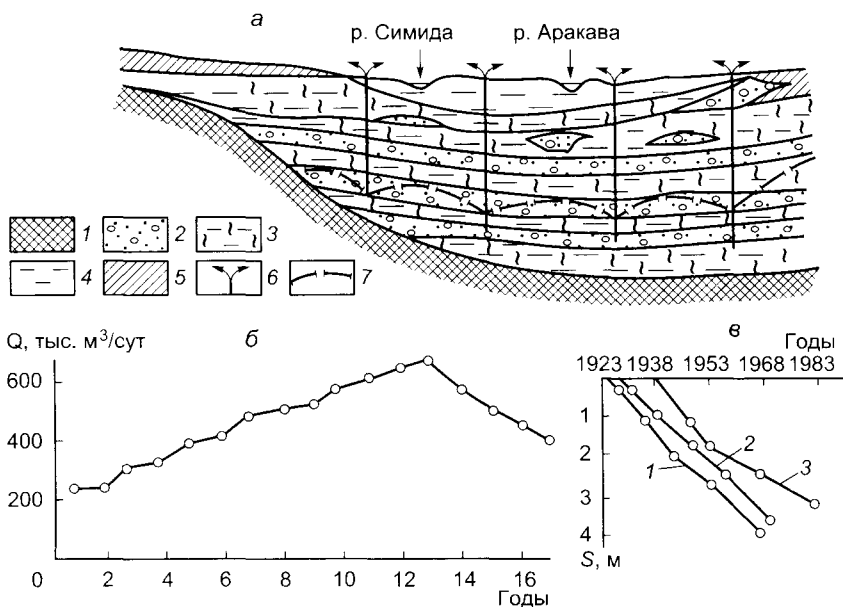 а
р. Симида р. Аракава
1 2 3
4 5 6 7
Q, тыс. м³/сут
б
600
400
200
0 2 4 6 8 10 12 14 16
Годы
в
Годы
1923 1938 1953 1968 1983
1
2
3
4
1 2 3
S, м